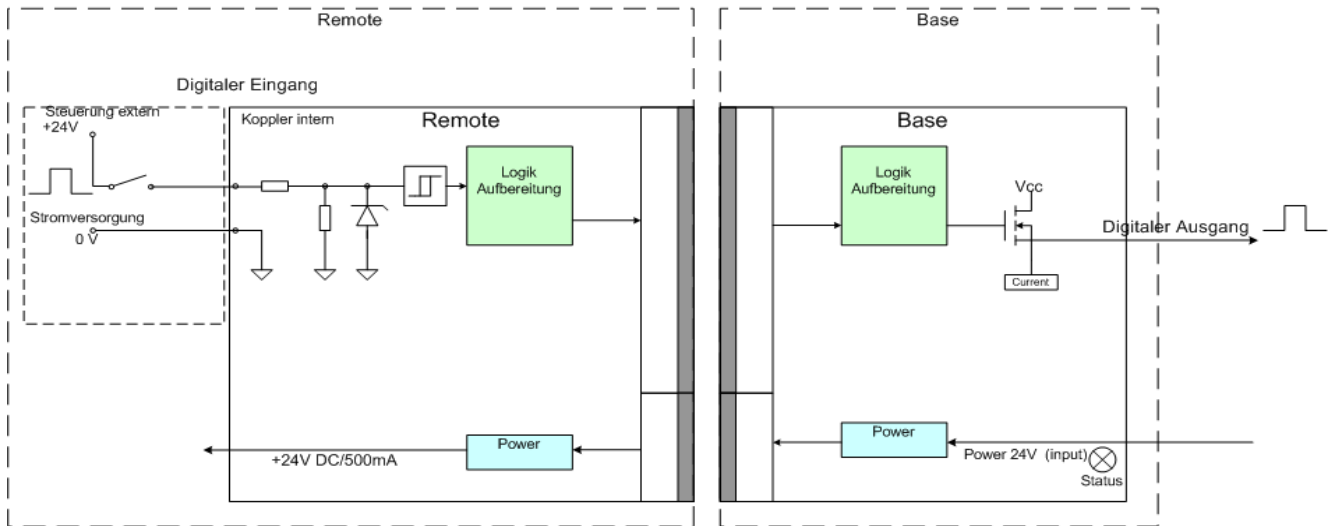 Remote
Base
Digitaler Eingang
Steuerung extern
+24V
Koppler intern
Remote
Base
Logik
Aufbereitung
Logik
Aufbereitung
Vcc
Stromversorgung
0 V
Digitaler Ausgang
Current
Power
+24V DC/500mA
Power
Power 24V (input)
Status